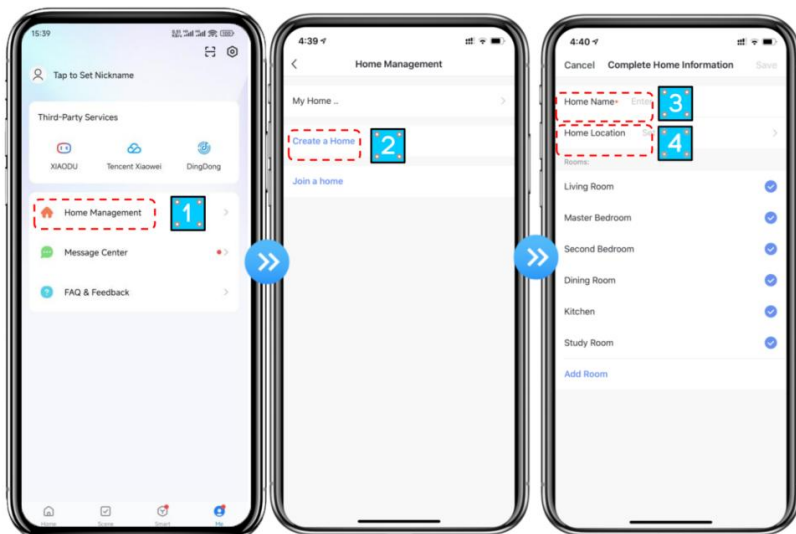 15:39
Tap to Set Nickname
Third-Party Services
XIAODU
Tencent Xiaowei
DingDong
Home Management
1
Message Center
FAQ & Feedback
Home
Scene
Smart
Me
4:39
Home Management
My Home ..
Create a Home
2
Join a home
4:40
Cancel Complete Home Information Save
Home Name*
3
Home Location
4
Rooms:
Living Room
Master Bedroom
Second Bedroom
Dining Room
Kitchen
Study Room
Add Room